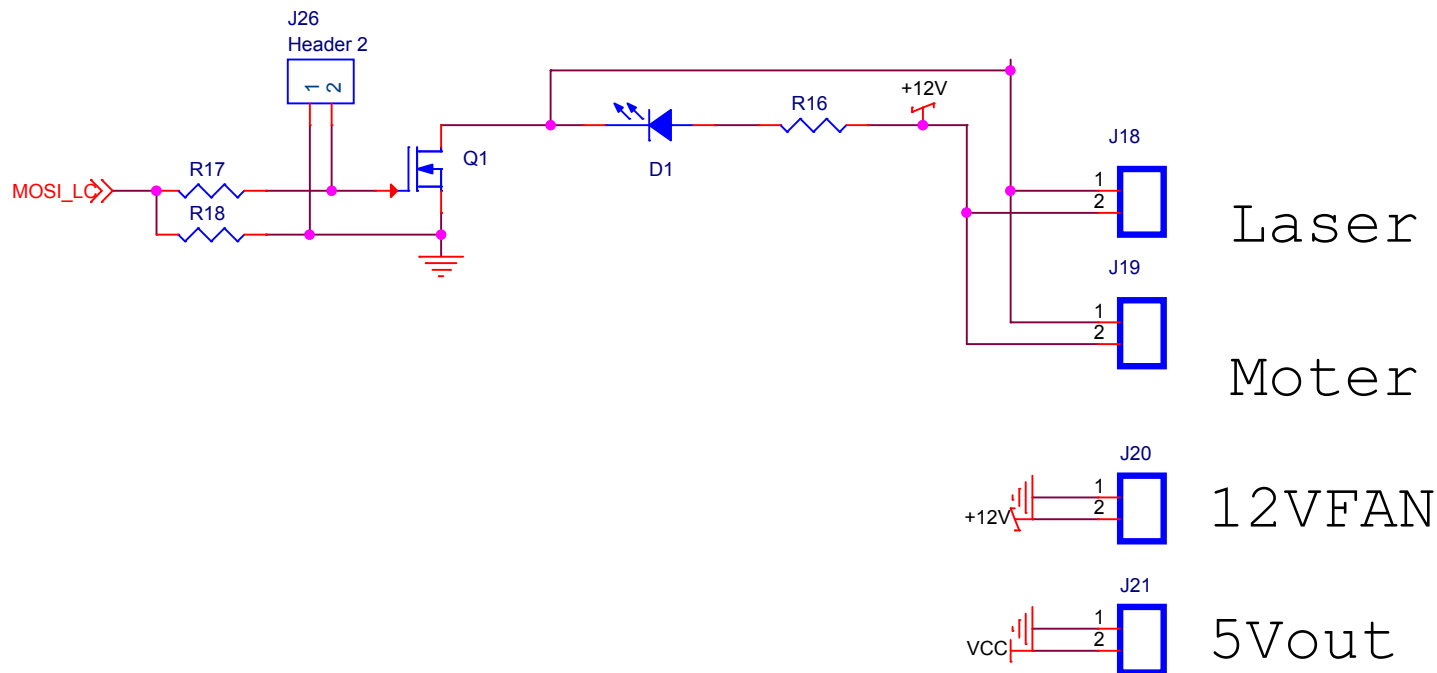 J26
Header 2
1 2
+12V
R16
J18
D1
Q1
R17
MOSI_LC
R18
1
2
Laser
J19
1
2
Moter
J20
1
2
+12V
12VFAN
J21
1
2
VCC
5Vout